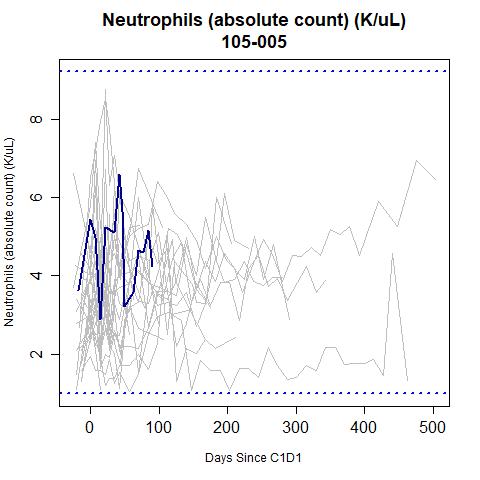 Neutrophils (absolute count) (K/uL)
105-005
Neutrophils (absolute count) (K/uL)
8
6
4
2
0 100 200 300 400 500
Days Since C1D1